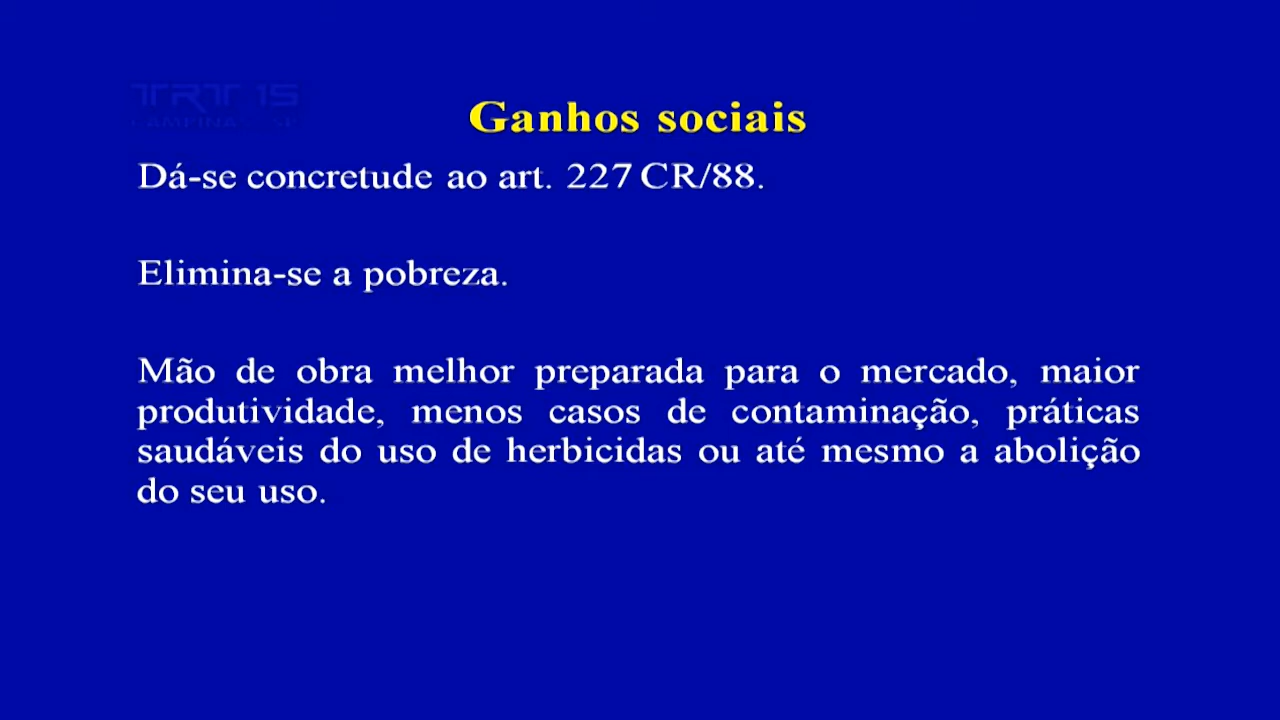 TRT 15
CAMPINAS - SP
Ganhos sociais
Dá-se concretude ao art. 227 CR/88.
Elimina-se a pobreza.
Mão de obra melhor preparada para o mercado, maior
produtividade, menos casos de contaminação, práticas
saudáveis do uso de herbicidas ou até mesmo a abolição
do seu uso.